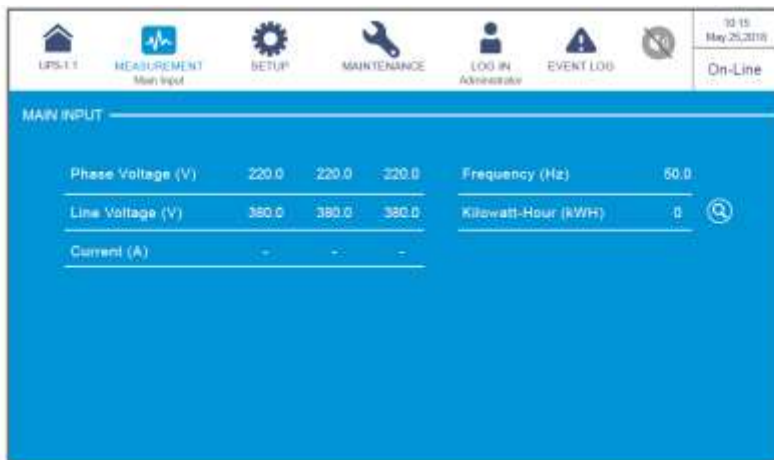 10:15
May 25,2018
UPS-1.1
MEASUREMENT
Main Input
SETUP
MAINTENANCE
LOG IN
Administrator
EVENT LOG
On-Line
MAIN INPUT
Phase Voltage (V) 220.0 220.0 220.0 Frequency (Hz) 50.0
Line Voltage (V) 380.0 380.0 380.0 Kilowatt-Hour (kWH) 0
Current (A) - - -